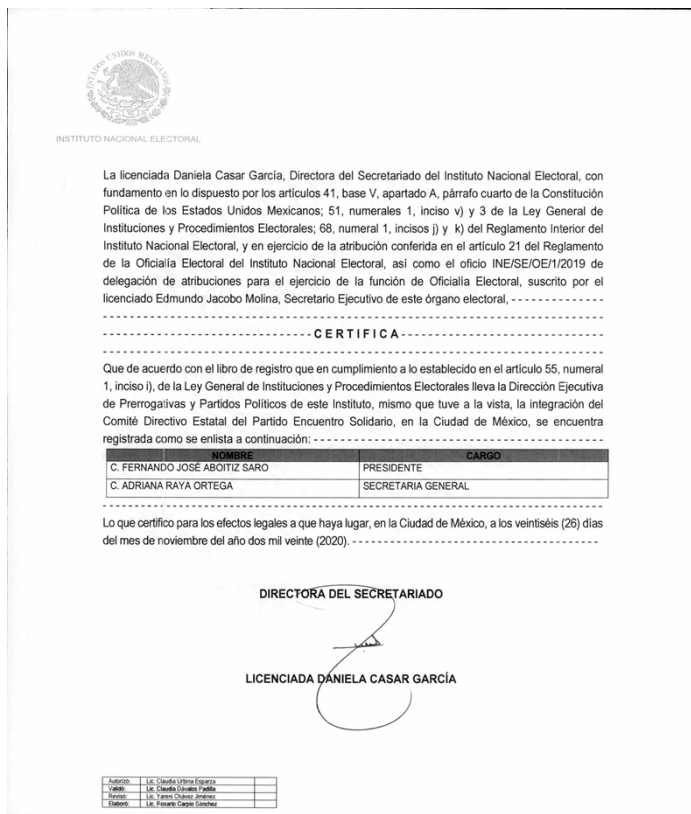 ESTADOS UNIDOS MEXICANOS
INSTITUTO NACIONAL ELECTORAL
La licenciada Daniela Casar García, Directora del Secretariado del Instituto Nacional Electoral, con
fundamento en lo dispuesto por los artículos 41, base V, apartado A, párrafo cuarto de la Constitución
Política de los Estados Unidos Mexicanos; 51, numerales 1, inciso v) y 3 de la Ley General de
Instituciones y Procedimientos Electorales; 68, numeral 1, incisos j) y k) del Reglamento Interior del
Instituto Nacional Electoral, y en ejercicio de la atribución conferida en el artículo 21 del Reglamento
de la Oficialía Electoral del Instituto Nacional Electoral, así como el oficio INE/SE/OE/1/2019 de
delegación de atribuciones para el ejercicio de la función de Oficialía Electoral, suscrito por el
licenciado Edmundo Jacobo Molina, Secretario Ejecutivo de este órgano electoral, - - - - - - - - - - - - - -
- - - - - - - - - - - - - - - - - - - - - - - - - - - - - - C E R T I F I C A - - - - - - - - - - - - - - - - - - - - - - - - - - - - -
Que de acuerdo con el libro de registro que en cumplimiento a lo establecido en el artículo 55, numeral
1, inciso i), de la Ley General de Instituciones y Procedimientos Electorales lleva la Dirección Ejecutiva
de Prerrogativas y Partidos Políticos de este Instituto, mismo que tuve a la vista, la integración del
Comité Directivo Estatal del Partido Encuentro Solidario, en la Ciudad de México, se encuentra
registrada como se enlista a continuación: - - - - - - - - - - - - - - - - - - - - - - - - - - - - - - - - - - - - - - - - -
NOMBRE CARGO
C. FERNANDO JOSÉ ABOITIZ SARO PRESIDENTE
C. ADRIANA RAYA ORTEGA SECRETARIA GENERAL
Lo que certifico para los efectos legales a que haya lugar, en la Ciudad de México, a los veintiséis (26) días
del mes de noviembre del año dos mil veinte (2020). - - - - - - - - - - - - - - - - - - - - - - - - - - - - - - - - - - -
DIRECTORA DEL SECRETARIADO
LICENCIADA DANIELA CASAR GARCÍA
Autorizó: Lic. Claudia Urbina Esparza
Validó: Lic. Claudia Dávalos Padilla
Revisó: Lic. Yareni Chávez Jiménez
Elaboró: Lic. Rosario Carpio Sánchez